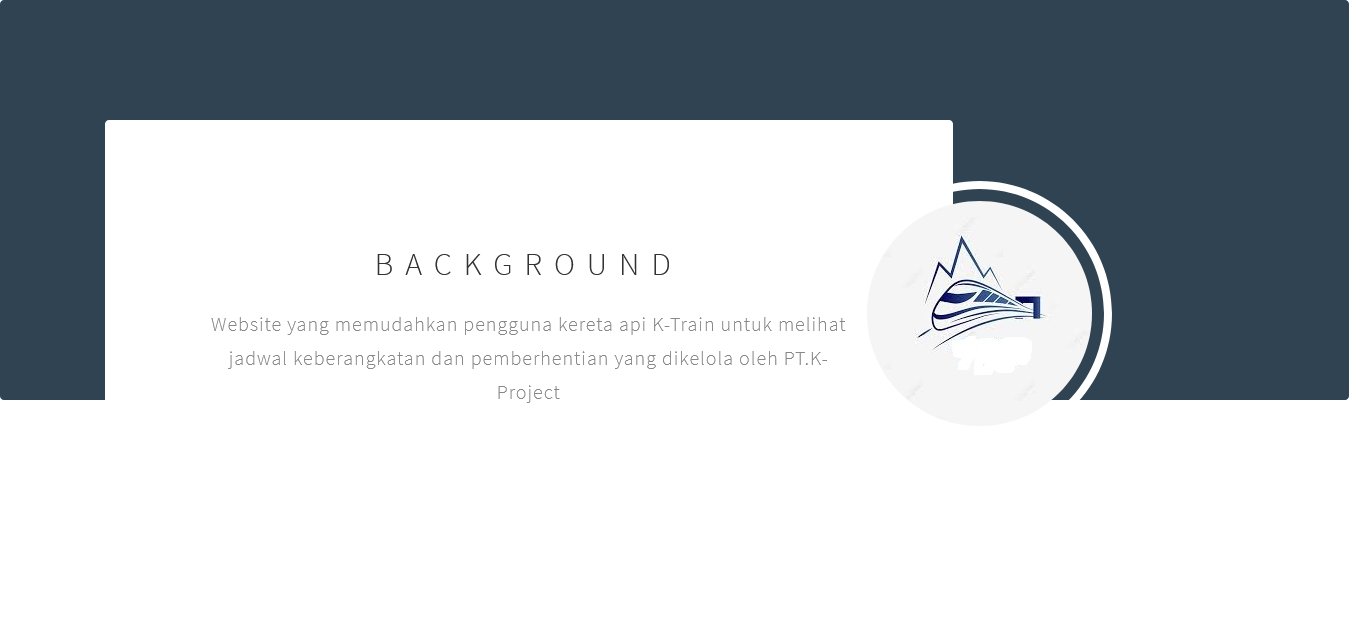 BACKGROUND
Website yang memudahkan pengguna kereta api K-Train untuk melihat
jadwal keberangkatan dan pemberhentian yang dikelola oleh PT.K-
Project